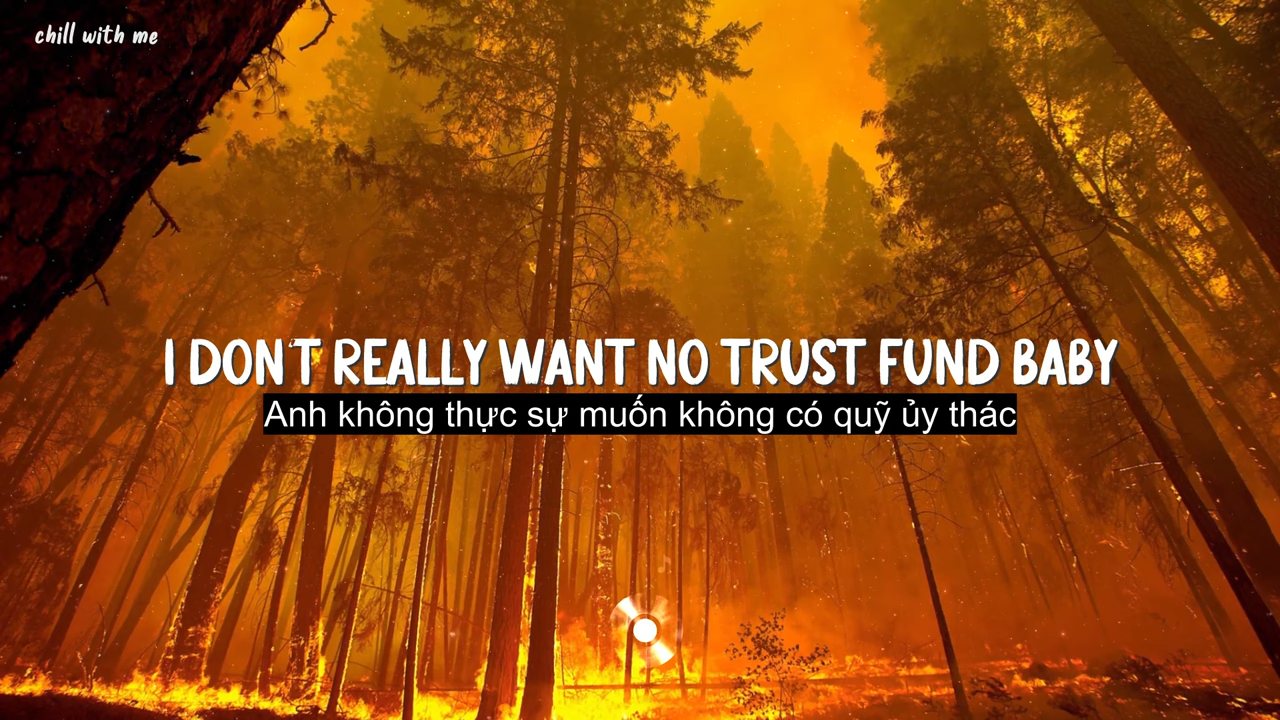 chill with me
I DON'T REALLY WANT NO TRUST FUND BABY
Anh không thực sự muốn không có quỹ ủy thác